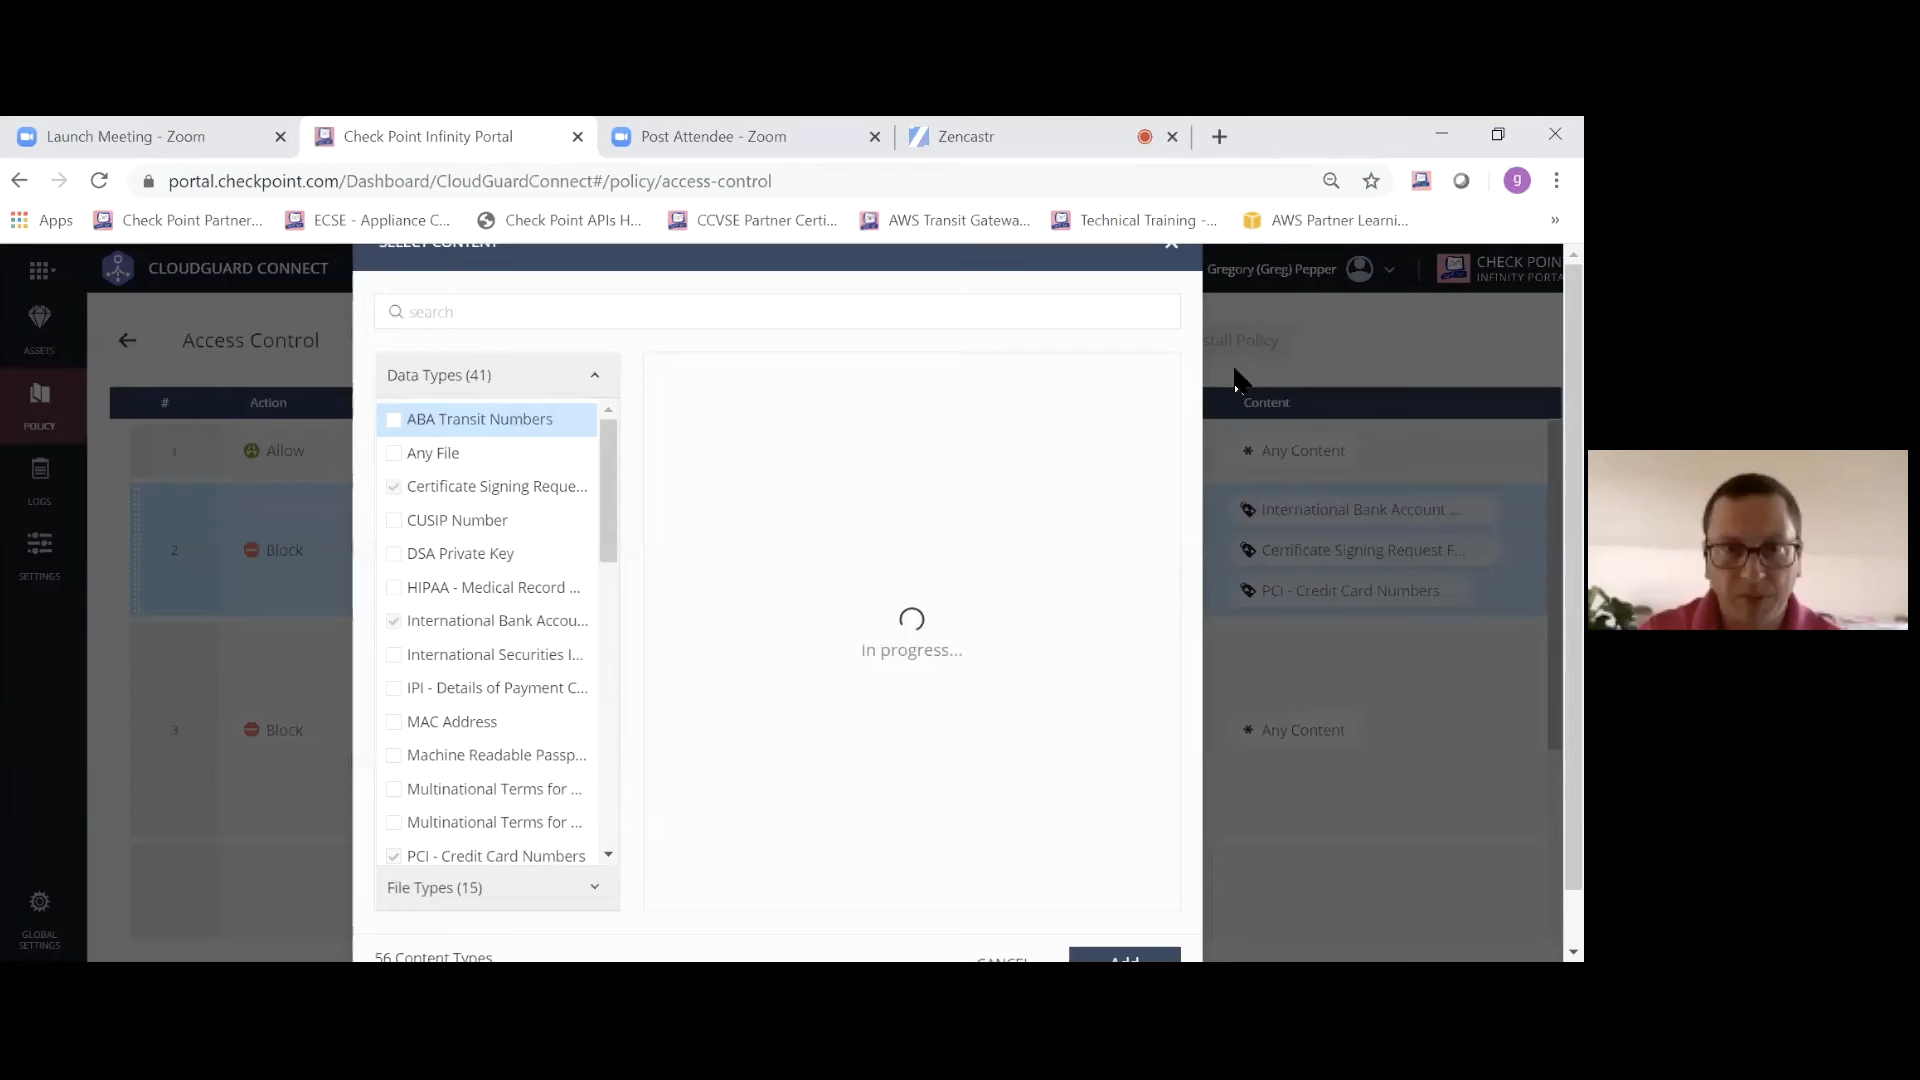 Launch Meeting - Zoom
Check Point Infinity Portal
Post Attendee - Zoom
Zencastr
portal.checkpoint.com/Dashboard/CloudGuardConnect#/policy/access-control
g
Apps
Check Point Partner...
ECSE - Appliance C...
Check Point APIs H...
CCVSE Partner Certi...
AWS Transit Gatewa...
Technical Training -...
AWS Partner Learni...
»
SELECT CONTENT
CLOUDGUARD CONNECT
Gregory (Greg) Pepper
CHECK POIN
INFINITY PORTA
search
ASSETS
Access Control
stall Policy
Data Types (41)
# Action
Content
POLICY
ABA Transit Numbers
Any File
1 Allow
Any Content
Certificate Signing Reque...
LOGS
International Bank Account ...
CUSIP Number
2 Block
Certificate Signing Request F...
DSA Private Key
SETTINGS
HIPAA - Medical Record ...
PCI - Credit Card Numbers
International Bank Accou...
In progress...
International Securities I...
IPI - Details of Payment C...
MAC Address
3 Block
Any Content
Machine Readable Passp...
Multinational Terms for ...
Multinational Terms for ...
PCI - Credit Card Numbers
File Types (15)
GLOBAL
SETTINGS
56 Content Types
CANCEL
Add